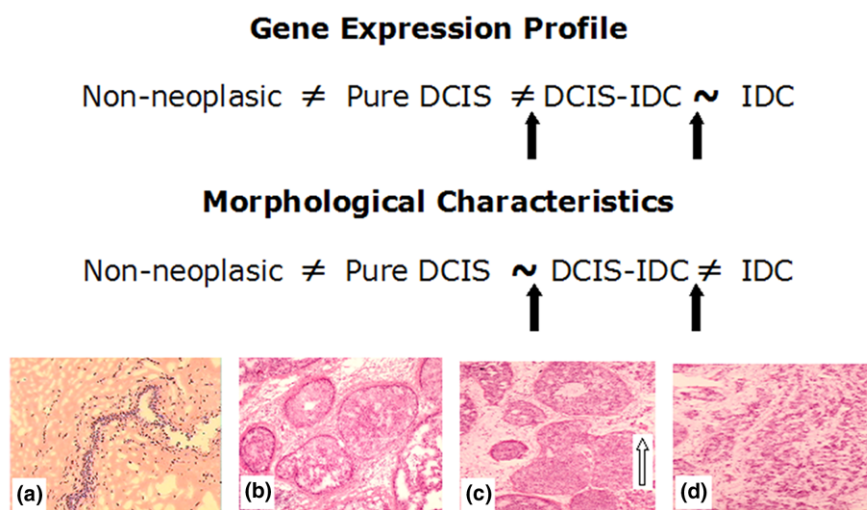 Gene Expression Profile
Non-neoplasic ≠ Pure DCIS ≠ DCIS-IDC ~ IDC
Morphological Characteristics
Non-neoplasic ≠ Pure DCIS ~ DCIS-IDC ≠ IDC
(a) (b) (c) (d)